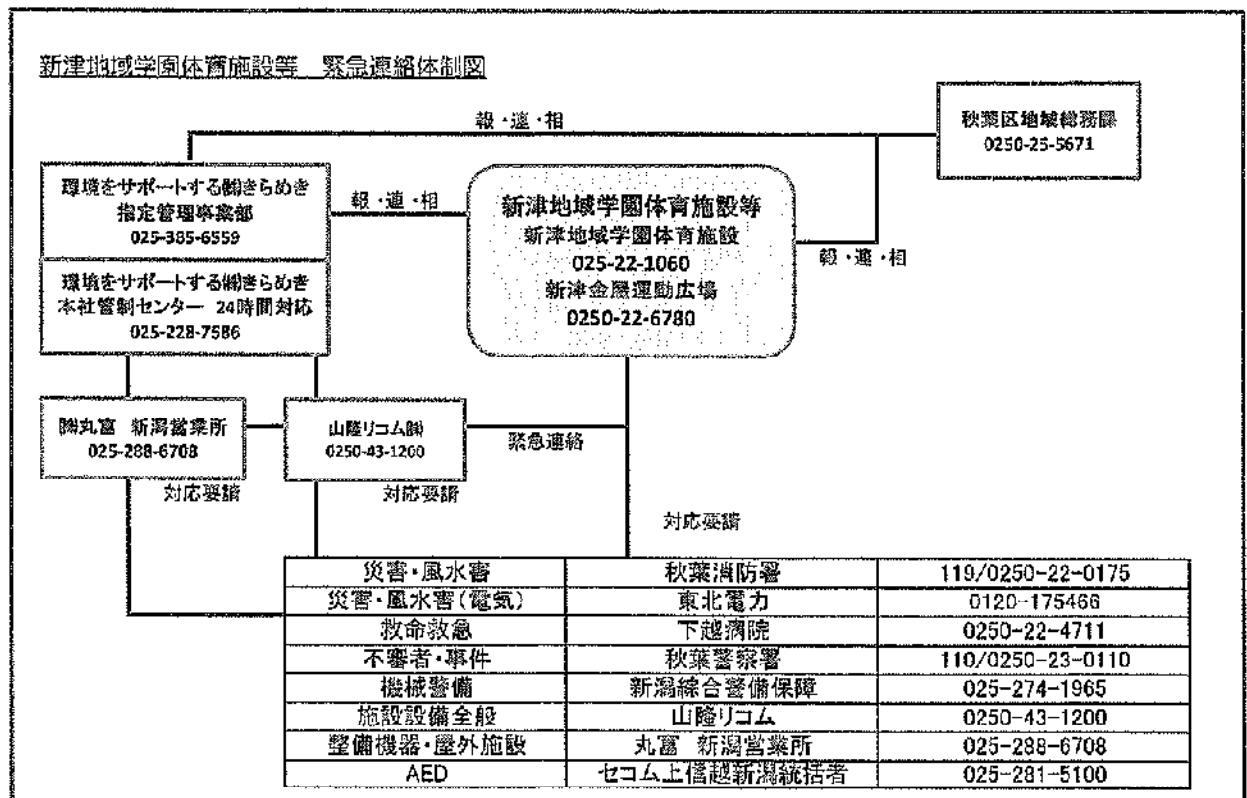 新津地域学園体育施設等　緊急連絡体制図
報・連・相
秋葉区地域総務課
0250-25-5671
環境をサポートする㈱きらめき
指定管理事業部
025-385-6559
報・連・相
新津地域学園体育施設等
新津地域学園体育施設
025-22-1060
新津金屋運動広場
0250-22-6780
報・連・相
環境をサポートする㈱きらめき
本社管制センター 24時間対応
025-228-7586
㈱丸富　新潟営業所
025-288-6708
山隆リコム㈱
0250-43-1200
緊急連絡
対応要請
対応要請
対応要請
災害・風水害 秋葉消防署 119/0250-22-0175
災害・風水害(電気) 東北電力 0120-175466
救命救急 下越病院 0250-22-4711
不審者・事件 秋葉警察署 110/0250-23-0110
機械警備 新潟綜合警備保障 025-274-1965
施設設備全般 山隆リコム 0250-43-1200
整備機器・屋外施設 丸富　新潟営業所 025-288-6708
AED セコム上信越新潟統括者 025-281-5100